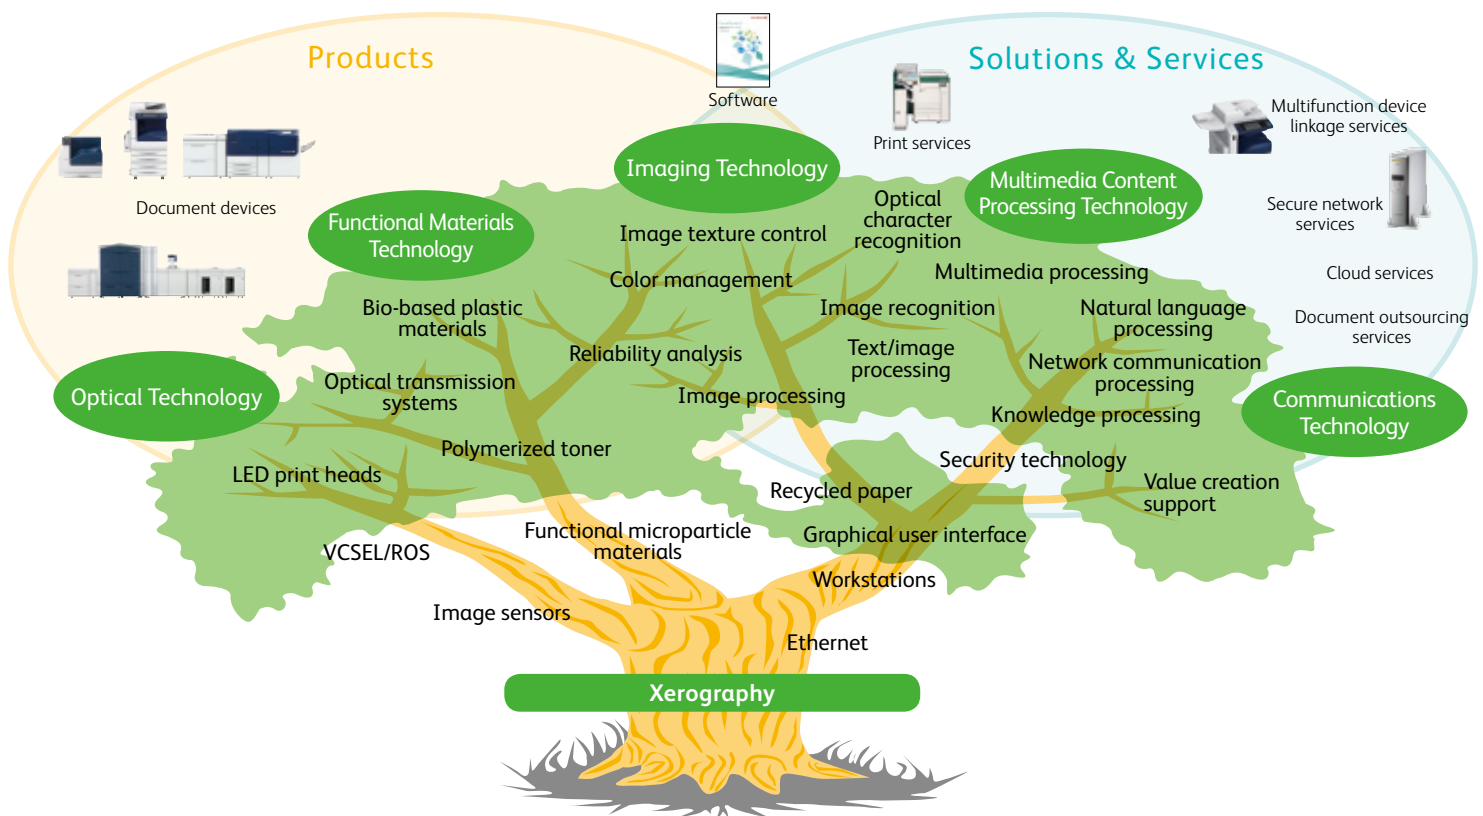 Products
Solutions & Services
Software
Print services
Multifunction device
linkage services
Document devices
Secure network
services
Cloud services
Document outsourcing
services
Imaging Technology
Functional Materials
Technology
Multimedia Content
Processing Technology
Optical Technology
Communications
Technology
Optical
character
recognition
Image texture control
Color management
Multimedia processing
Bio-based plastic
materials
Image recognition
Natural language
processing
Reliability analysis
Text/image
processing
Network communication
processing
Optical transmission
systems
Image processing
Knowledge processing
Polymerized toner
Security technology
LED print heads
Recycled paper
Value creation
support
Functional microparticle
materials
Graphical user interface
VCSEL/ROS
Workstations
Image sensors
Ethernet
Xerography